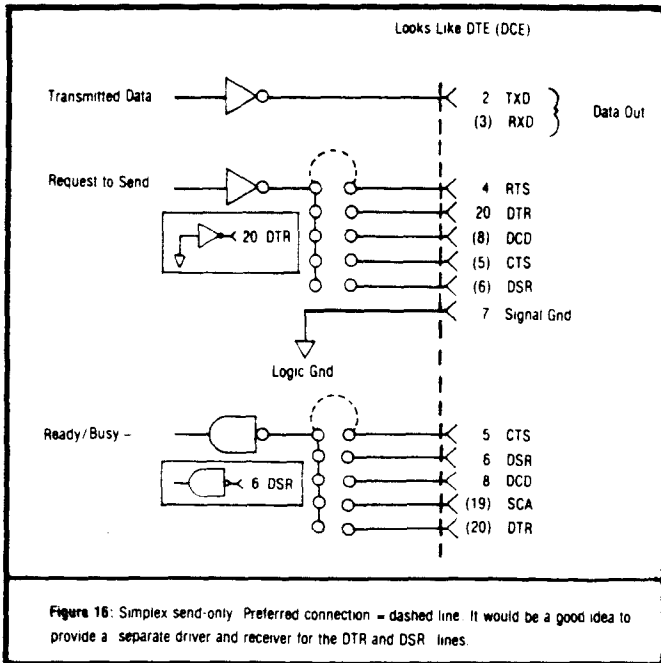 Looks Like DTE (DCE)
Transmitted Data
2 TXD
(3) RXD
Data Out
Request to Send
4 RTS
20 DTR
20 DTR
(8) DCD
(5) CTS
(6) DSR
7 Signal Gnd
Logic Gnd
Ready/Busy -
5 CTS
6 DSR
6 DSR
8 DCD
(19) SCA
(20) DTR
Figure 16: Simplex send-only. Preferred connection = dashed line. It would be a good idea to
provide a separate driver and receiver for the DTR and DSR lines.